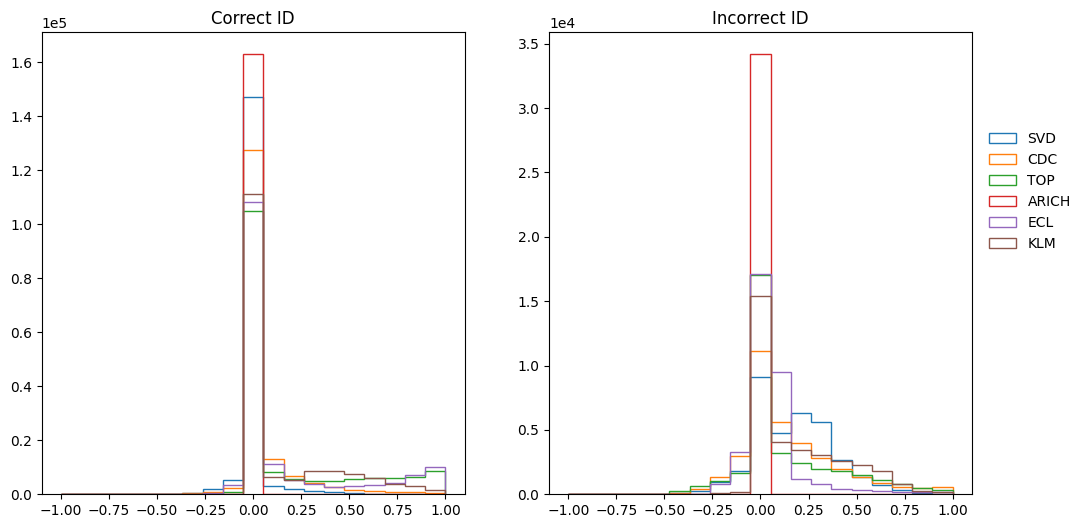 Correct ID
1e5
1.6
1.4
1.2
1.0
0.8
0.6
0.4
0.2
0.0
−1.00 −0.75 −0.50 −0.25 0.00 0.25 0.50 0.75 1.00
Incorrect ID
1e4
3.5
3.0
2.5
2.0
1.5
1.0
0.5
0.0
−1.00 −0.75 −0.50 −0.25 0.00 0.25 0.50 0.75 1.00
SVD
CDC
TOP
ARICH
ECL
KLM